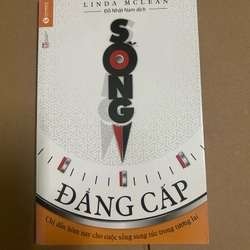 LINDA MCLEAN
Đỗ Nhật Nam dịch
SỐNG
ĐẲNG CẤP
Chỉ dẫn hôm nay cho cuộc sống sung túc trong tương lai